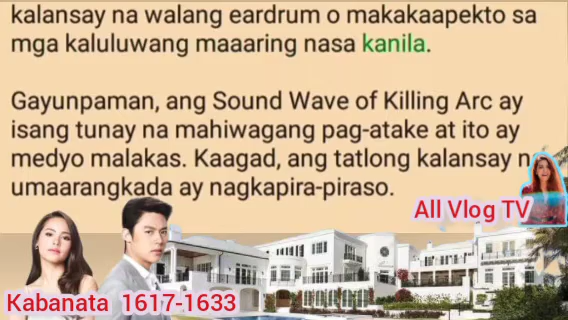 kalansay na walang eardrum o makakaapekto sa
mga kaluluwang maaaring nasa kanila.
Gayunpaman, ang Sound Wave of Killing Arc ay
isang tunay na mahiwagang pag-atake at ito ay
medyo malakas. Kaagad, ang tatlong kalansay
umaarangkada ay nagkapira-piraso.
All Vlog TV
Kabanata 1617-1633